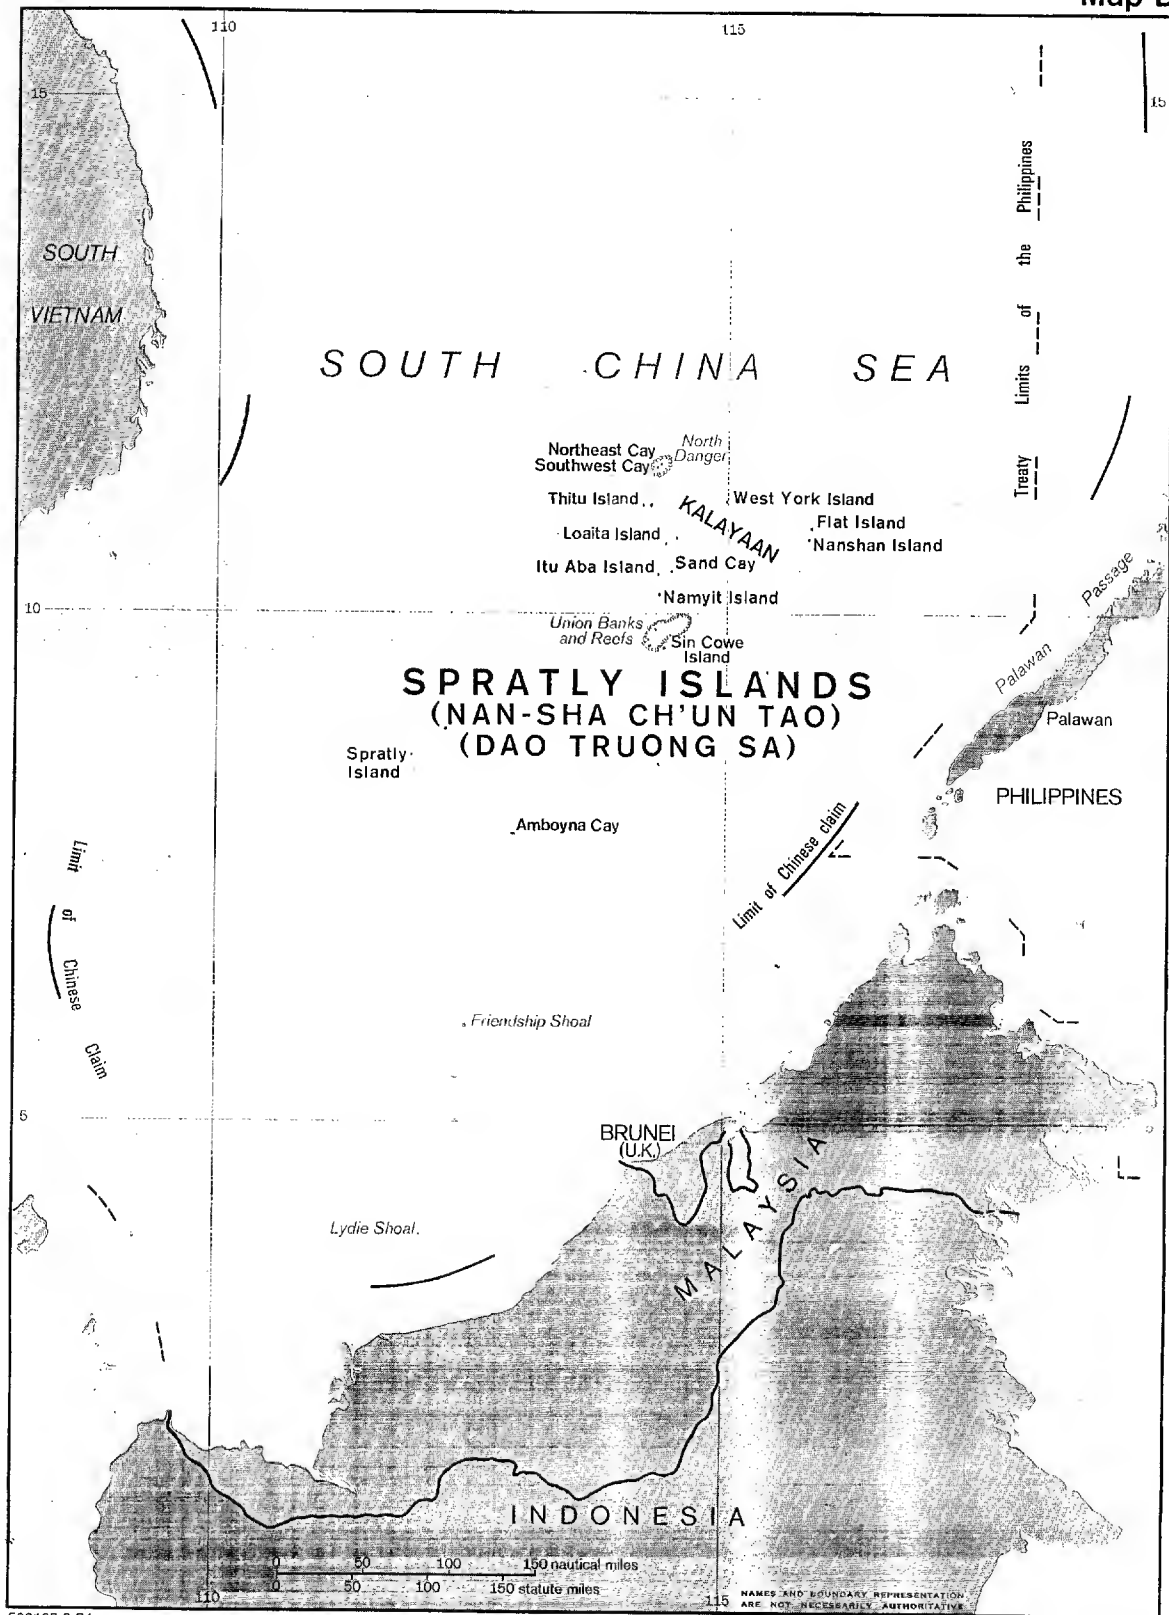 110
115
15
15
Treaty Limits of the Philippines
SOUTH
VIETNAM
SOUTH CHINA SEA
Northeast Cay
Southwest Cay
North
Danger
Thitu Island
KALAYAAN
West York Island
Flat Island
Nanshan Island
Loaita Island
Itu Aba Island
Sand Cay
Namyit Island
10
Union Banks
and Reefs
Sin Cowe
Island
Palawan Passage
SPRATLY ISLANDS
(NAN-SHA CH'UN TAO)
(DAO TRUONG SA)
Palawan
Spratly
Island
PHILIPPINES
Amboyna Cay
Limit of Chinese claim
Limit of Chinese Claim
Friendship Shoal
5
BRUNEI
(U.K.)
MALAYSIA
Lydie Shoal
INDONESIA
0 50 100 150 nautical miles
0 50 100 150 statute miles
110
115
NAMES AND BOUNDARY REPRESENTATION
ARE NOT NECESSARILY AUTHORITATIVE